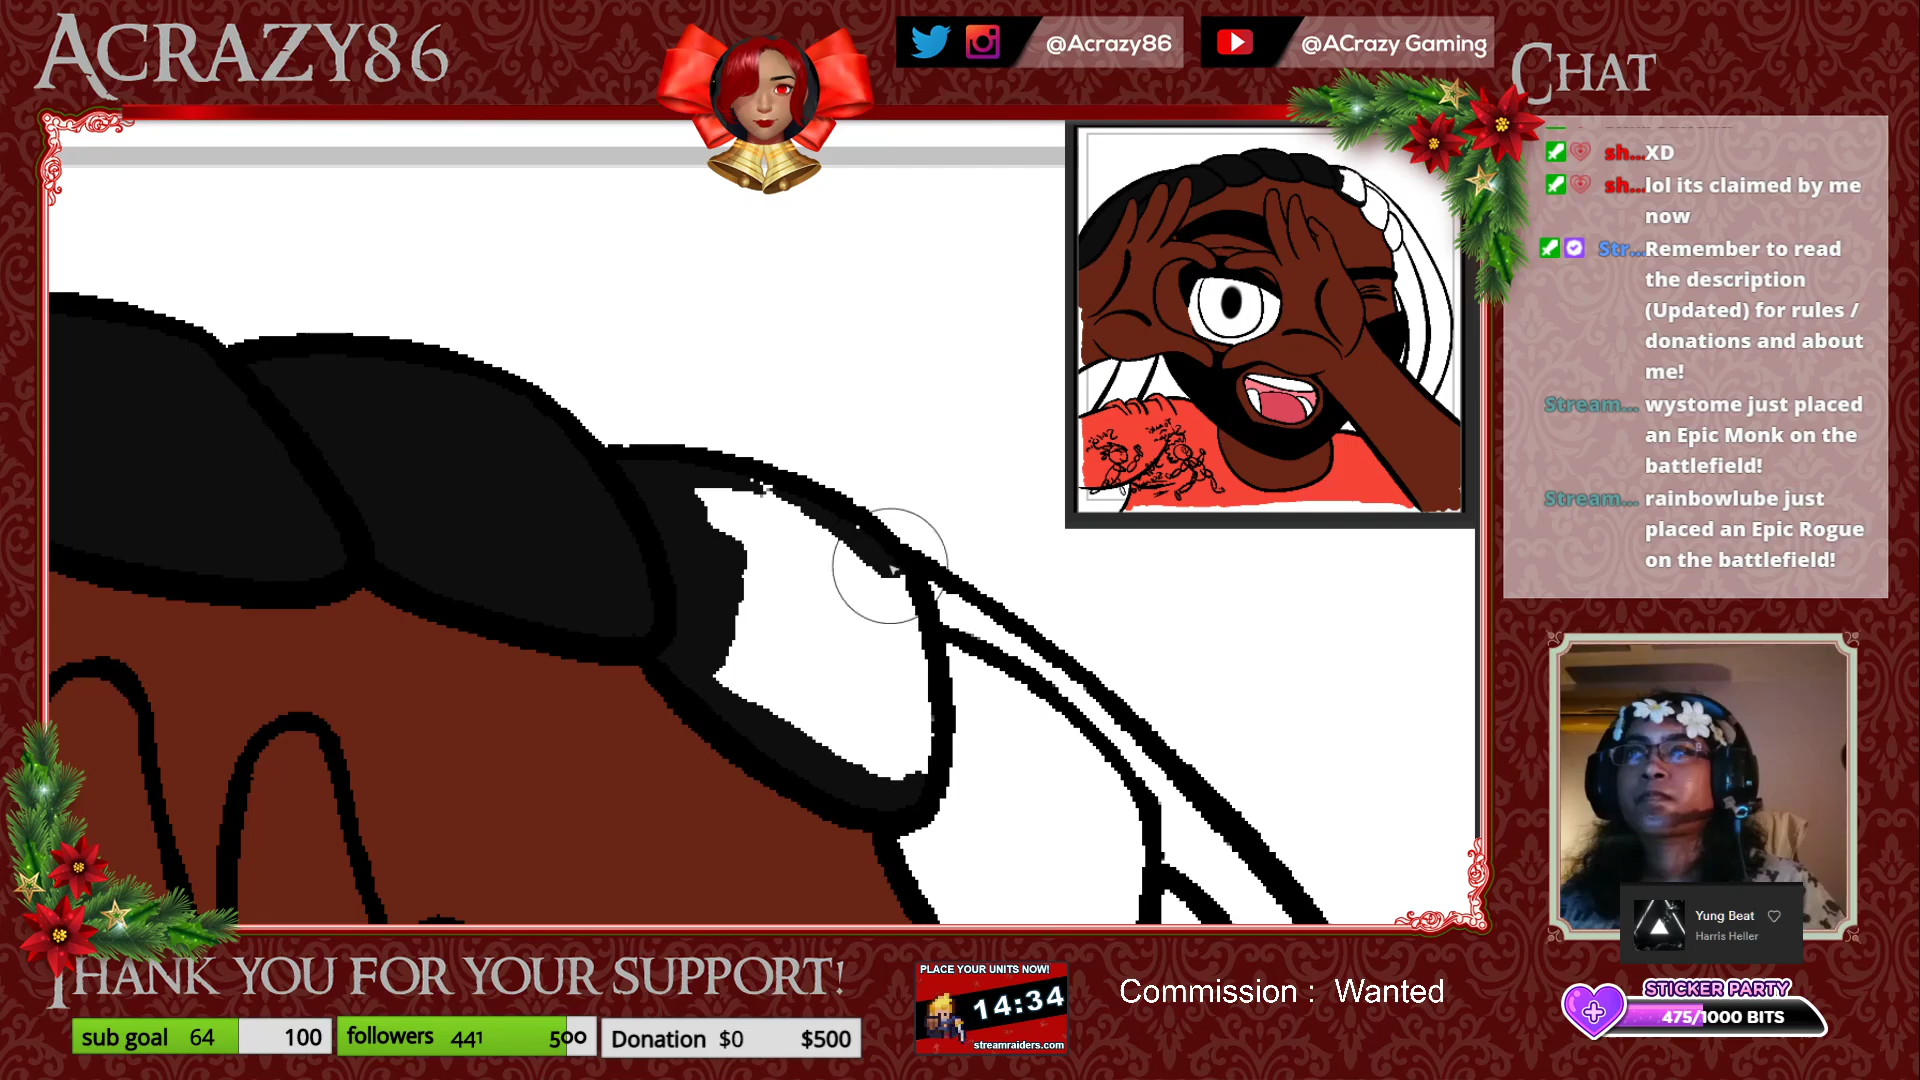 ACRAZY86
@Acrazy86
@ACrazy Gaming
CHAT
sh...XD
sh...lol its claimed by me
now
Str...Remember to read
the description
(Updated) for rules /
donations and about
me!
Stream... wystome just placed
an Epic Monk on the
battlefield!
Stream... rainbowlube just
placed an Epic Rogue
on the battlefield!
Yung Beat
Harris Heller
THANK YOU FOR YOUR SUPPORT!
sub goal 64 100
followers 441 500
Donation $0 $500
PLACE YOUR UNITS NOW!
14:34
streamraiders.com
Commission : Wanted
STICKER PARTY
475/1000 BITS